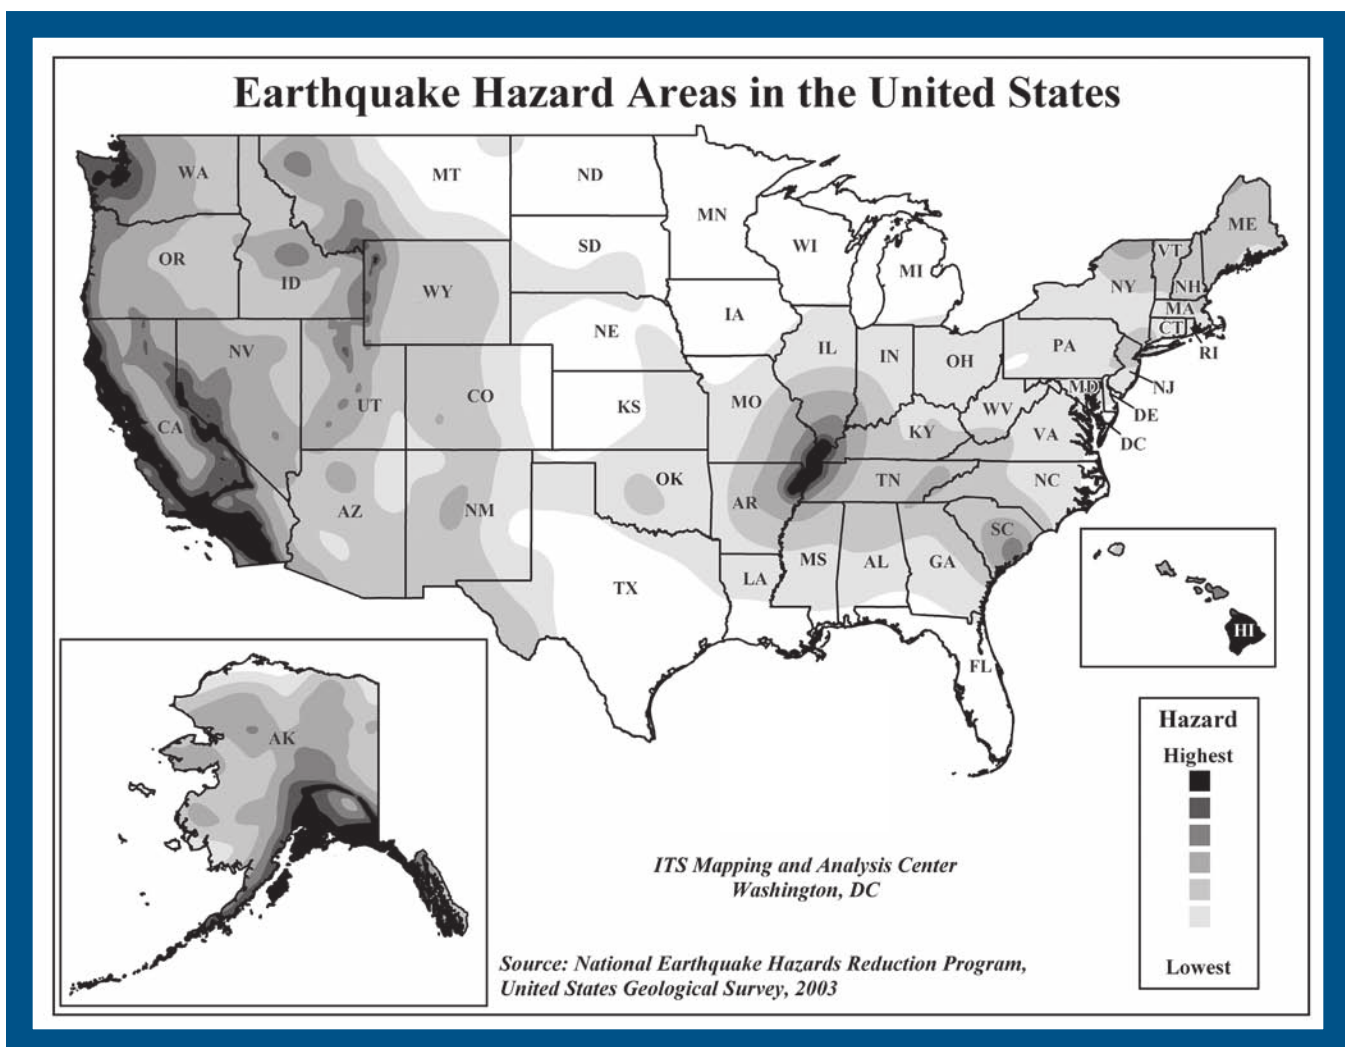 Earthquake Hazard Areas in the United States
WA
MT
ND
MN
ME
OR
ID
WY
SD
WI
MI
NY
VT
NH
MA
CT
RI
NV
UT
CO
NE
IA
IL
IN
OH
PA
NJ
CA
KS
MO
KY
WV
MD
DE
VA
DC
AZ
NM
OK
AR
TN
NC
SC
TX
LA
MS
AL
GA
FL
HI
AK
Hazard
Highest
Lowest
ITS Mapping and Analysis Center
Washington, DC
Source: National Earthquake Hazards Reduction Program,
United States Geological Survey, 2003